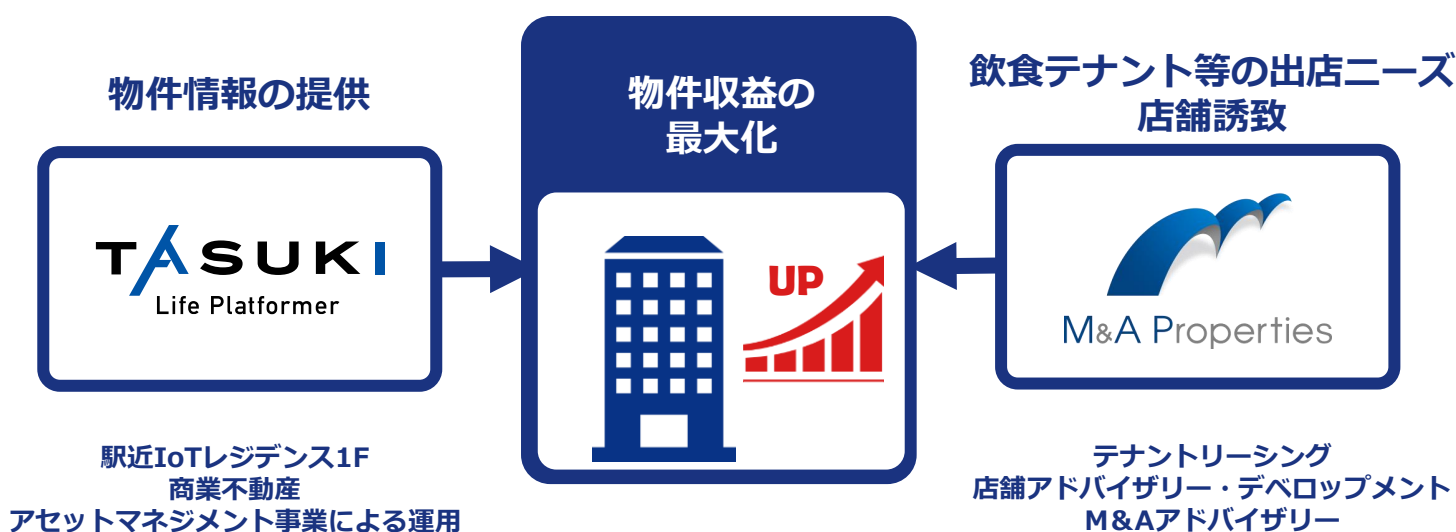 物件情報の提供
TASUKI
Life Platformer
駅近IoTレジデンス1F
商業不動産
アセットマネジメント事業による運用
物件収益の
最大化
UP
飲食テナント等の出店ニーズ
店舗誘致
M&A Properties
テナントリーシング
店舗アドバイザリー・デベロップメント
M&Aアドバイザリー